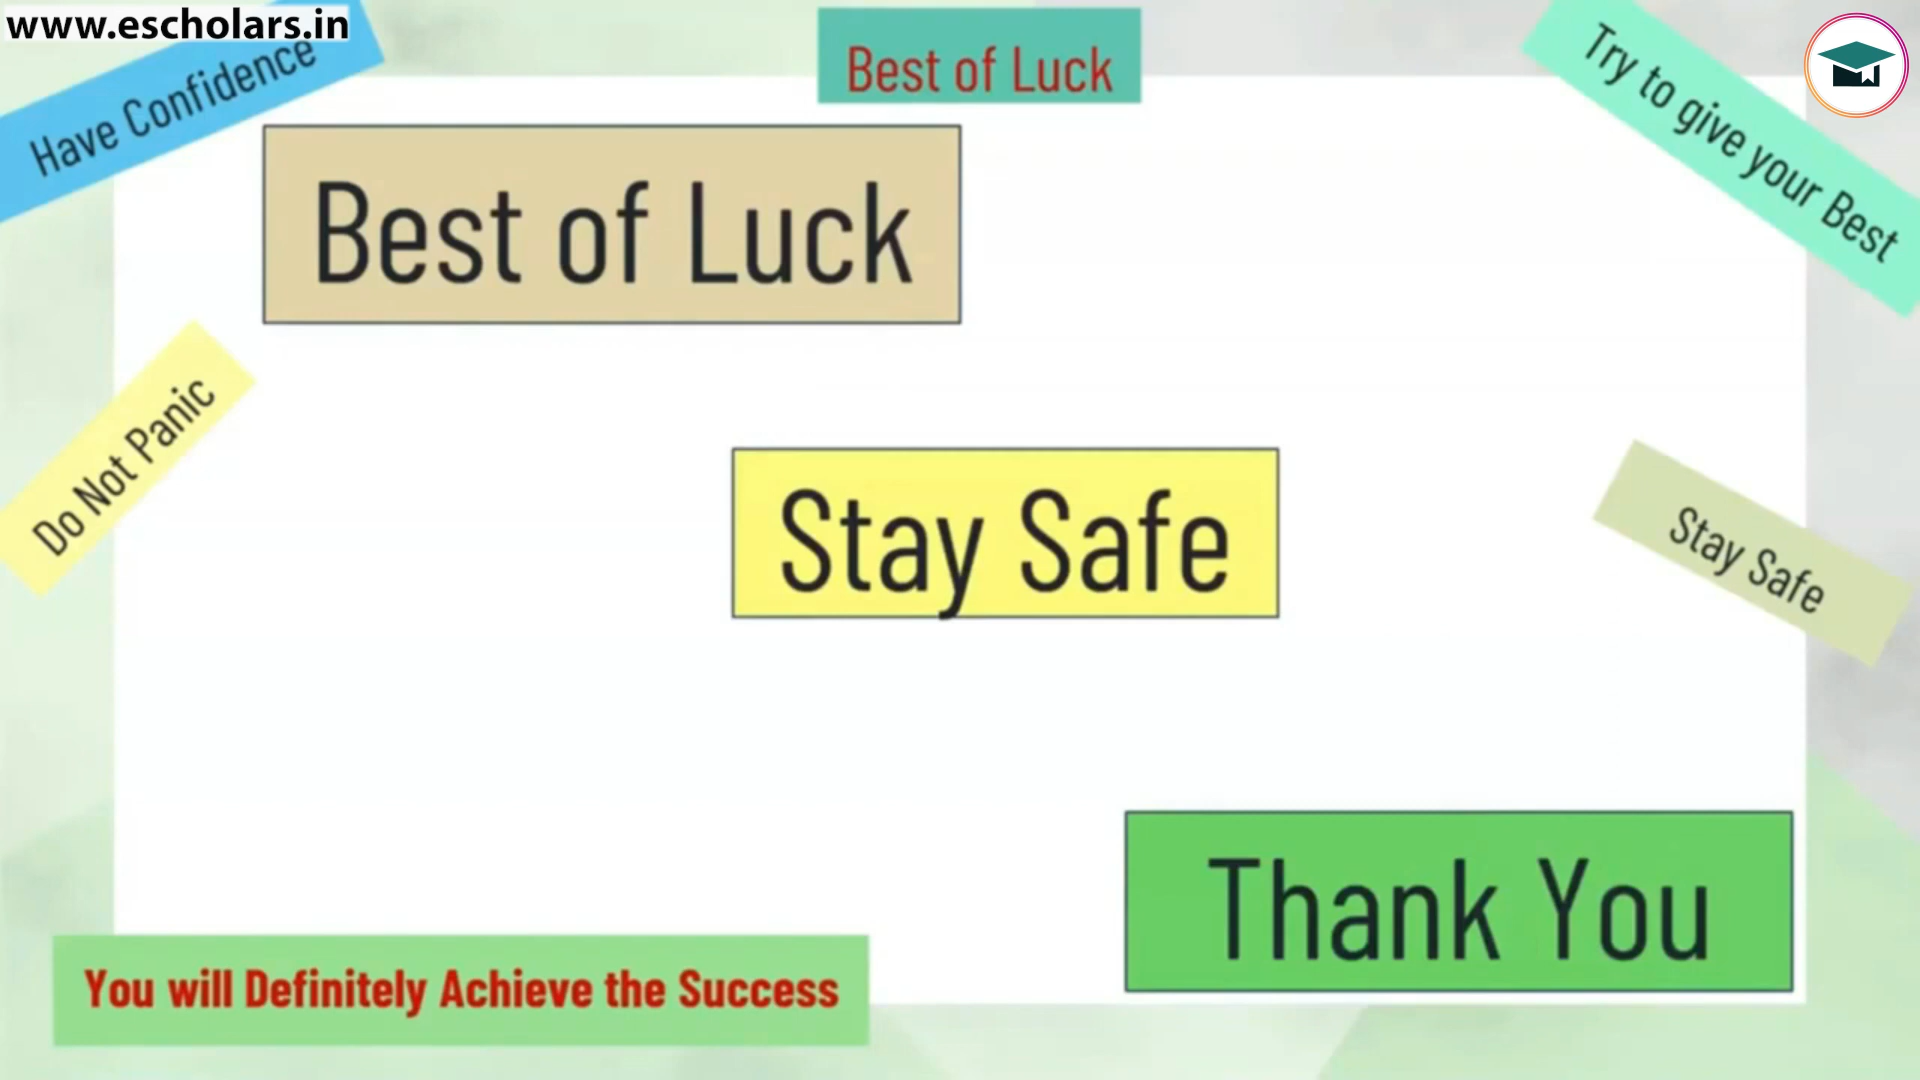 www.escholars.in
Have Confidence
Best of Luck
Try to give your Best
Best of Luck
Do Not Panic
Stay Safe
Stay Safe
Thank You
You will Definitely Achieve the Success